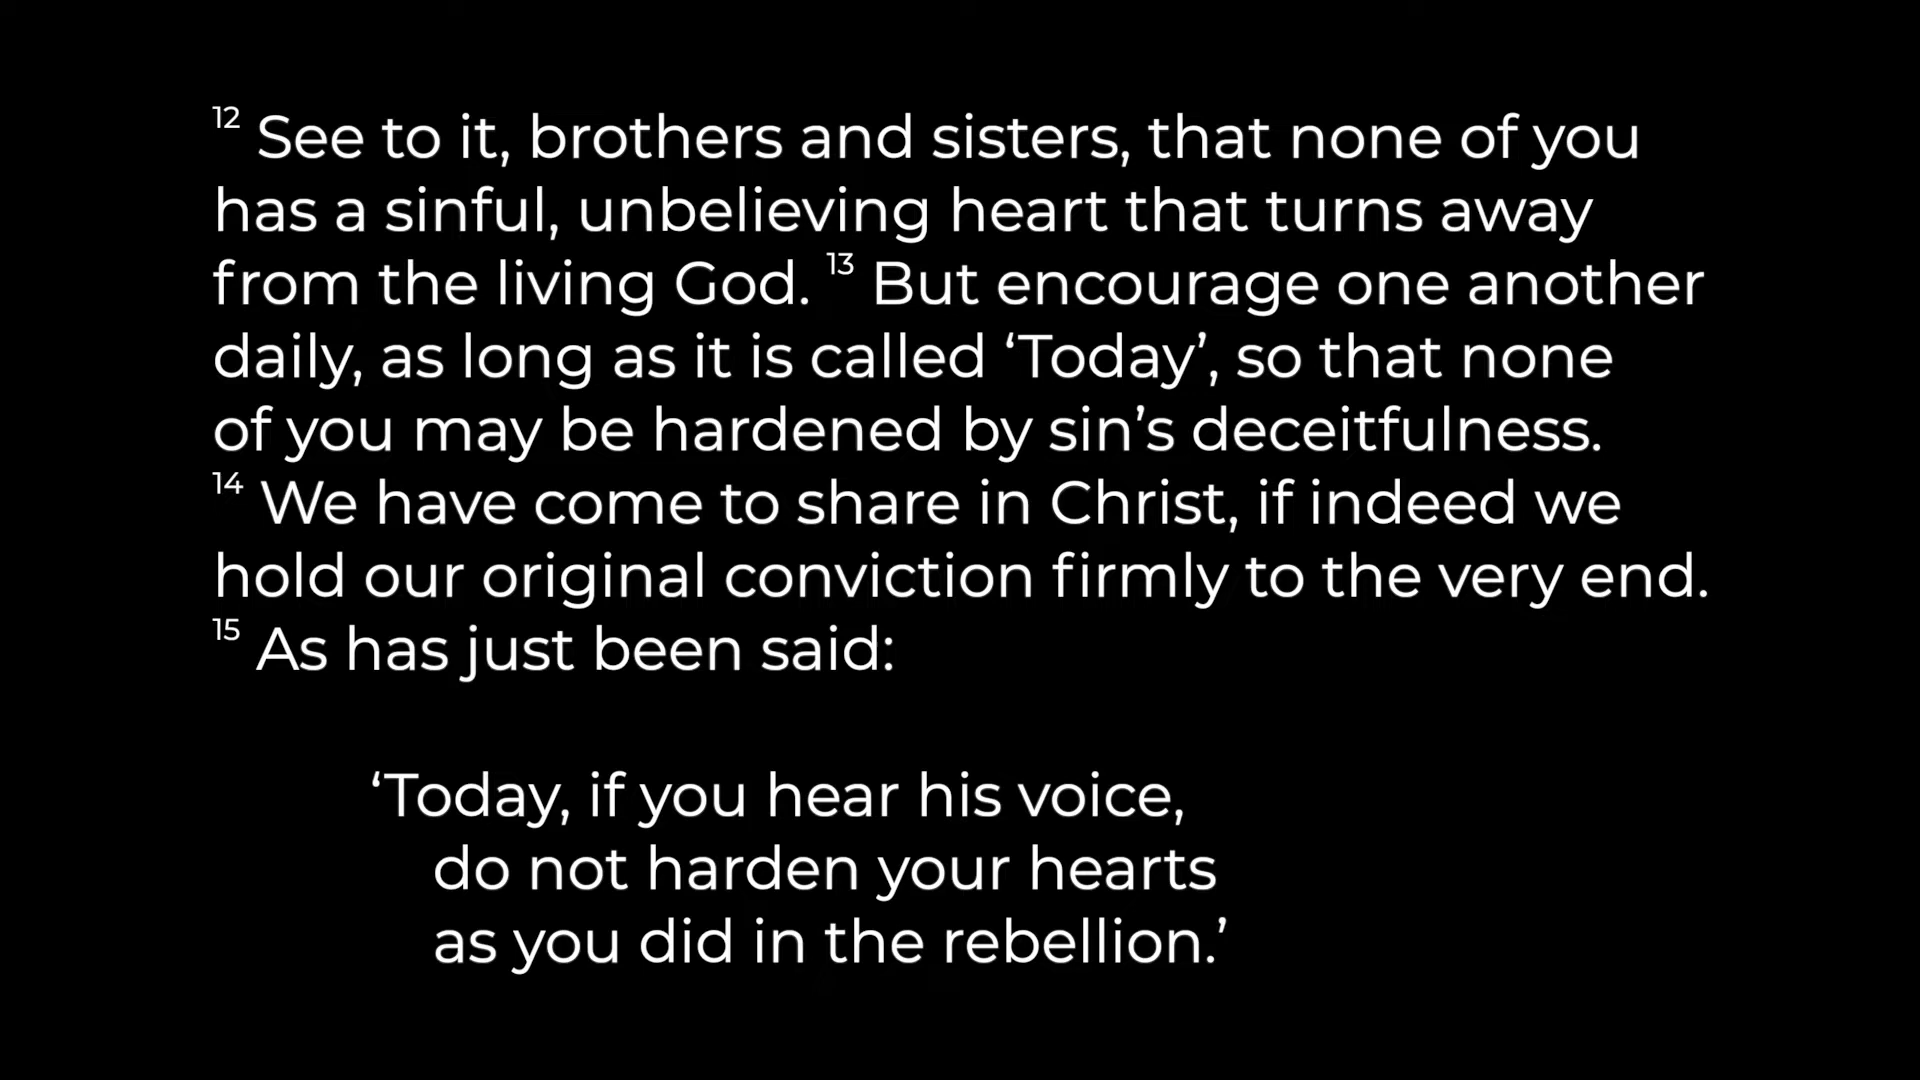 12 See to it, brothers and sisters, that none of you
has a sinful, unbelieving heart that turns away
from the living God. 13 But encourage one another
daily, as long as it is called ‘Today’, so that none
of you may be hardened by sin’s deceitfulness.
14 We have come to share in Christ, if indeed we
hold our original conviction firmly to the very end.
15 As has just been said:
‘Today, if you hear his voice,
do not harden your hearts
as you did in the rebellion.’